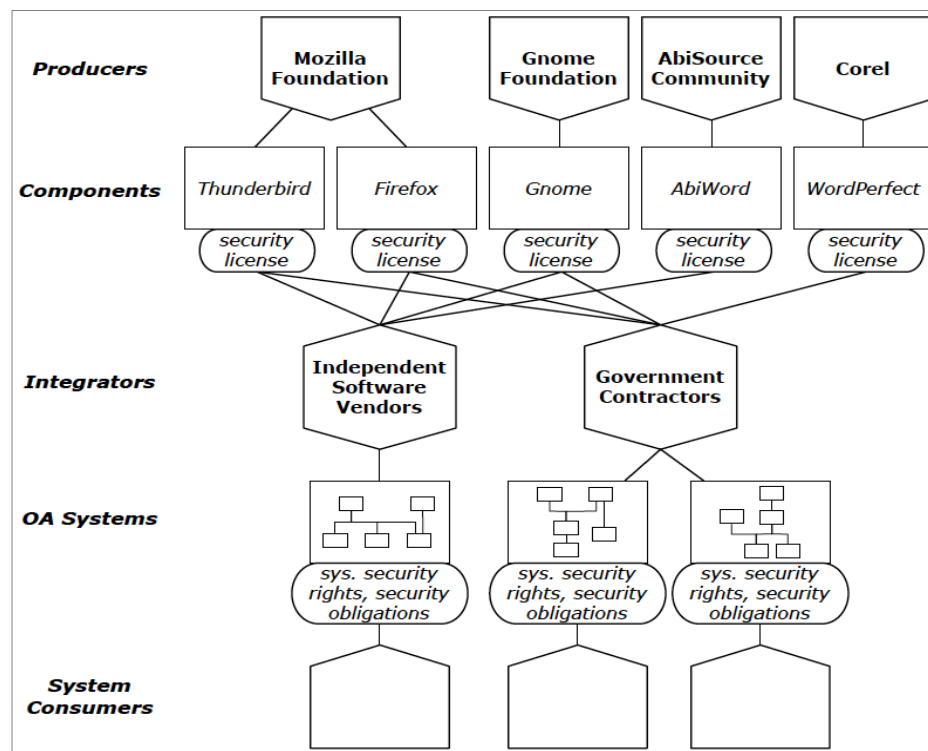 Producers
Mozilla
Foundation
Gnome
Foundation
AbiSource
Community
Corel
Components
Thunderbird
Firefox
Gnome
AbiWord
WordPerfect
security
license
security
license
security
license
security
license
security
license
Integrators
Independent
Software
Vendors
Government
Contractors
OA Systems
sys. security
rights, security
obligations
sys. security
rights, security
obligations
sys. security
rights, security
obligations
System
Consumers